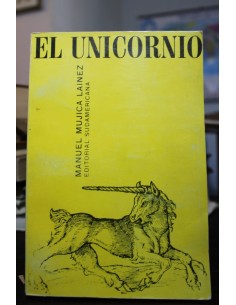 EL UNICORNIO
MANUEL MUJICA LAINEZ
EDITORIAL SUDAMERICANA